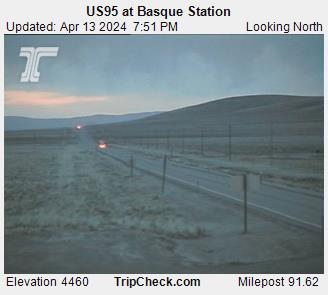 US95 at Basque Station
Updated: Apr 13 2024 7:51 PM Looking North
Elevation 4460 TripCheck.com Milepost 91.62